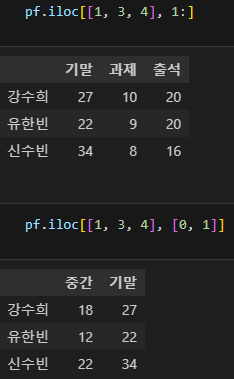 pf.iloc[[1, 3, 4], 1:]
기말 과제 출석
강수희 27 10 20
유한빈 22 9 20
신수빈 34 8 16
pf.iloc[[1, 3, 4], [0, 1]]
중간 기말
강수희 18 27
유한빈 12 22
신수빈 22 34